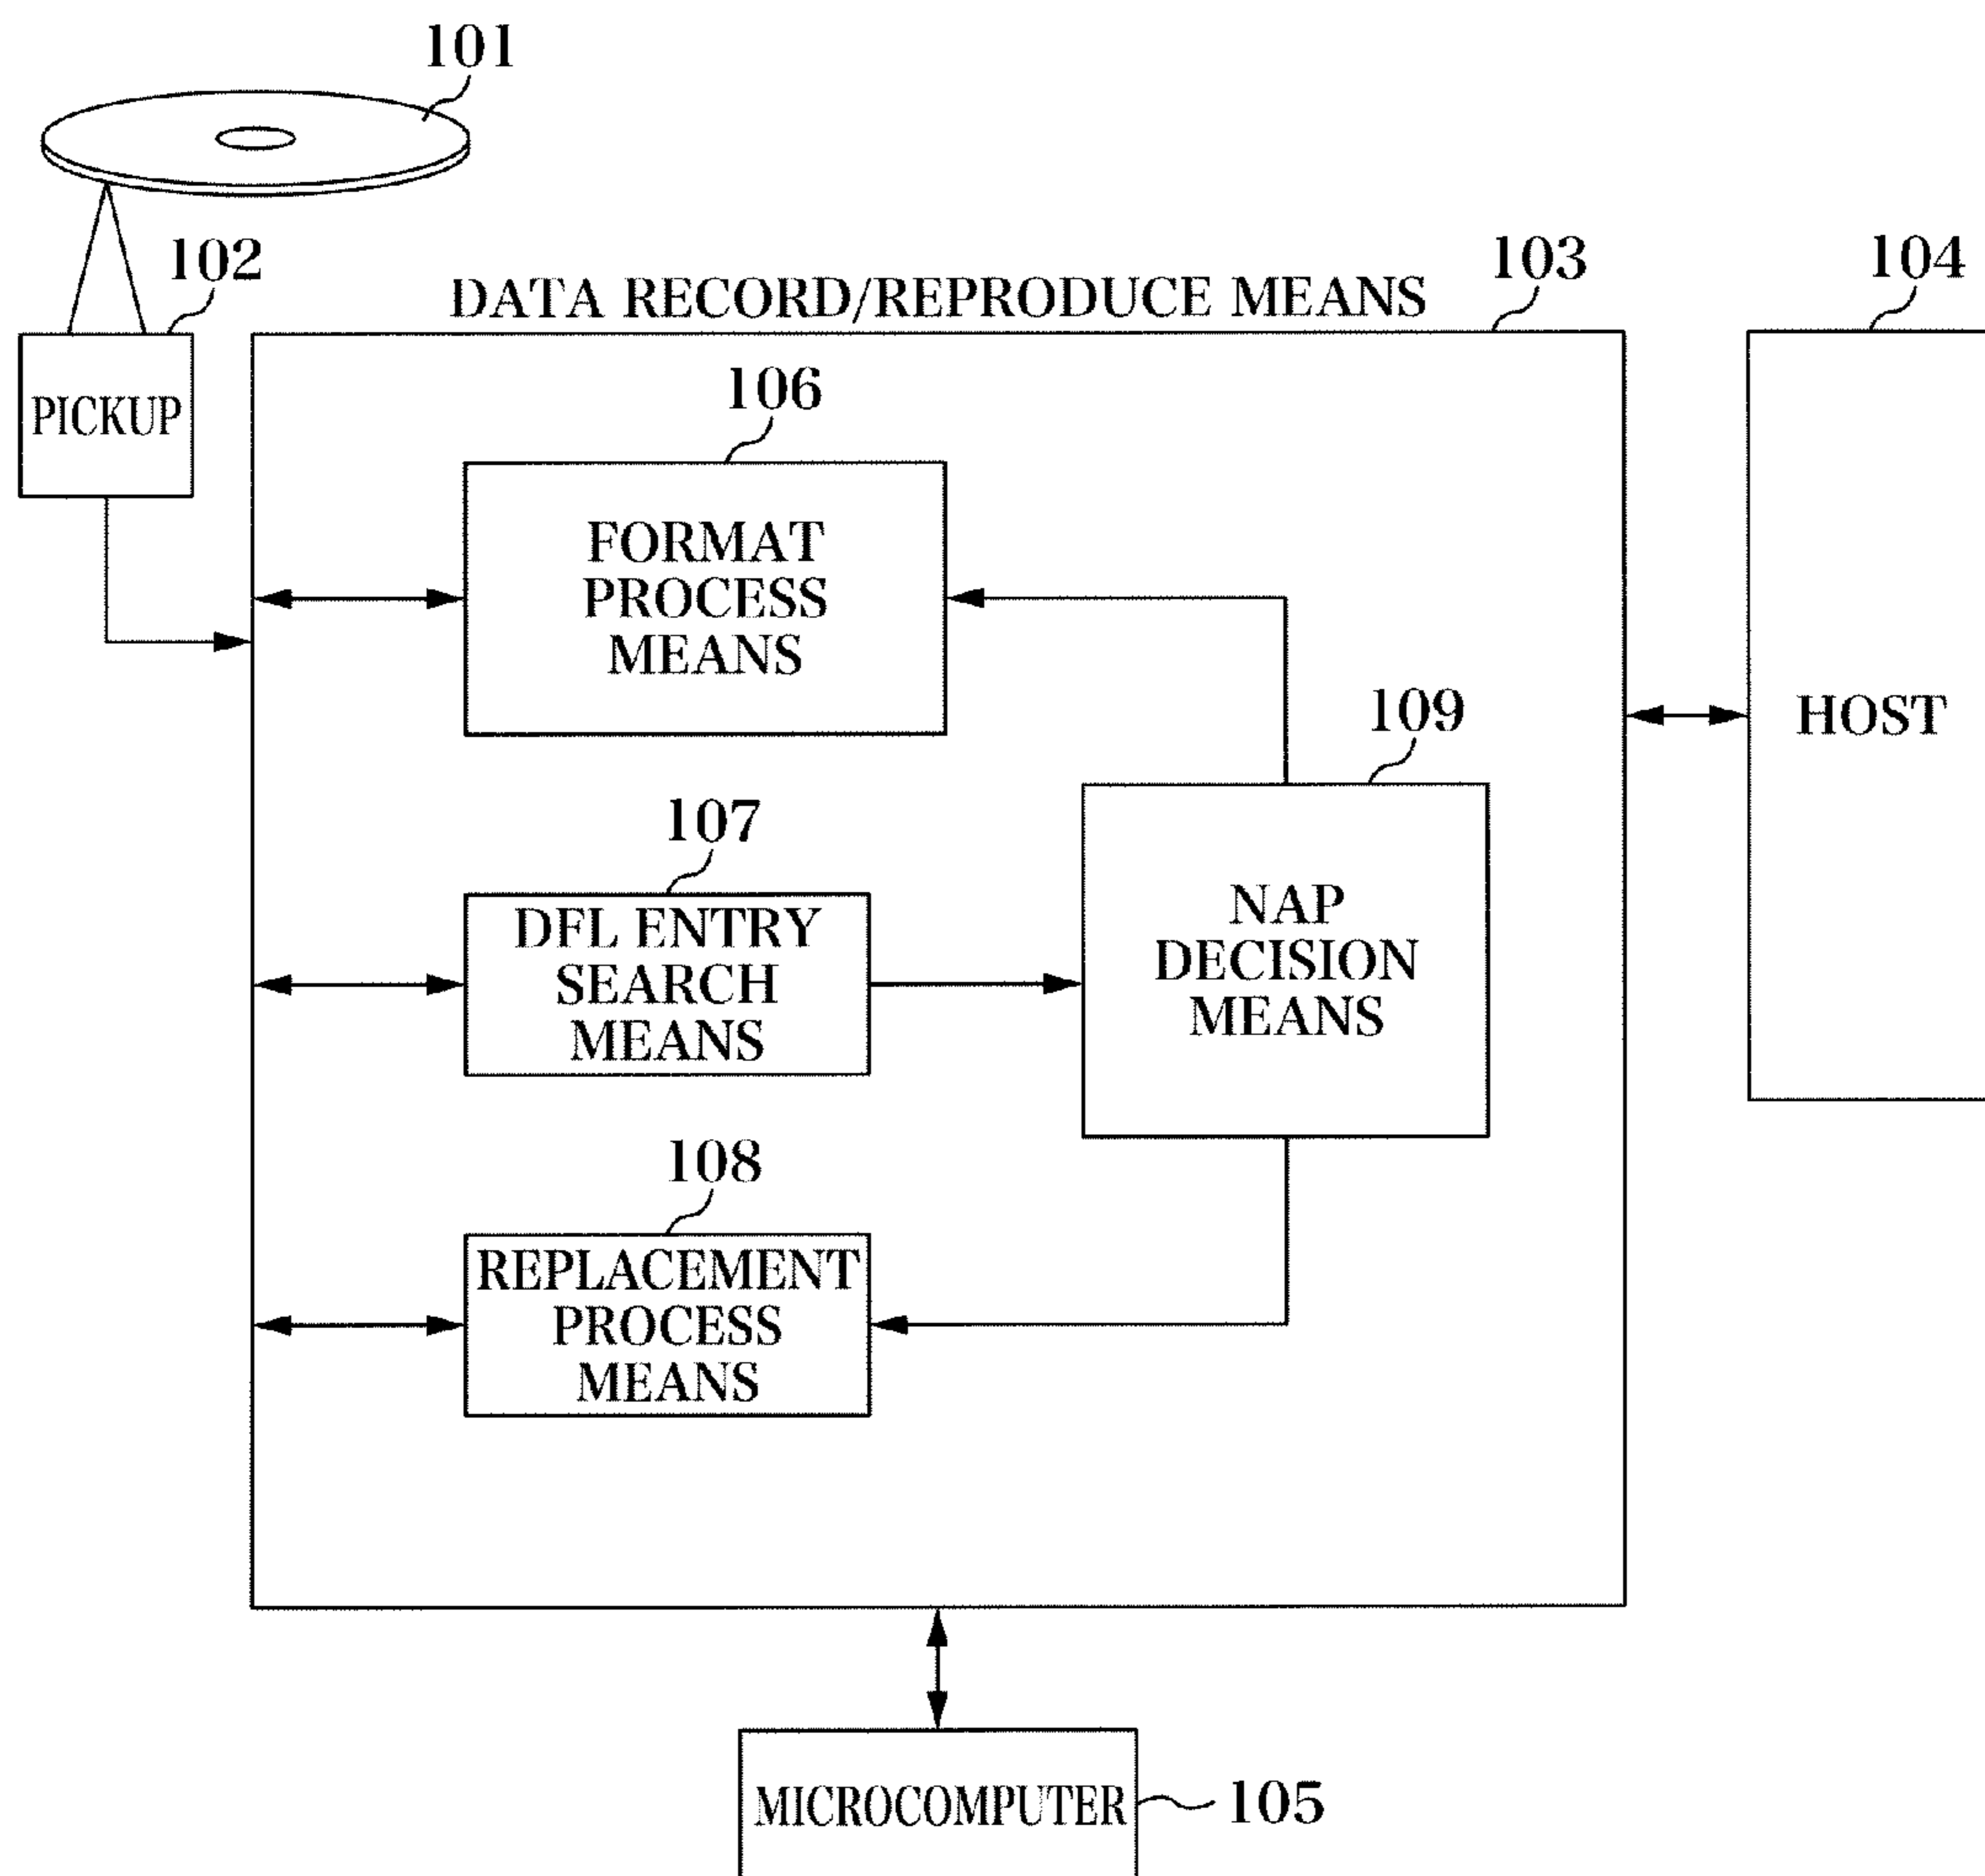 101
102
DATA RECORD/REPRODUCE MEANS
103
104
PICKUP
106
FORMAT
PROCESS
MEANS
109
HOST
107
DFL ENTRY
SEARCH
MEANS
NAP
DECISION
MEANS
108
REPLACEMENT
PROCESS
MEANS
MICROCOMPUTER
105